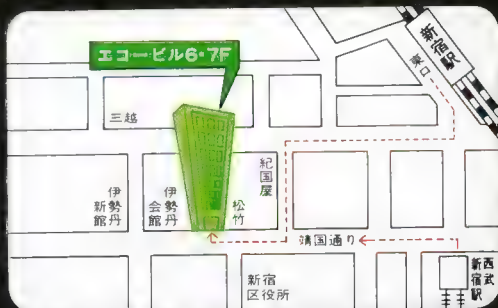 エコー・ビル6・7F
新宿駅
東口
三越
紀国屋
松竹
伊勢丹
会館
伊勢丹
新館
靖国通り
新宿
区役所
西武
新宿駅